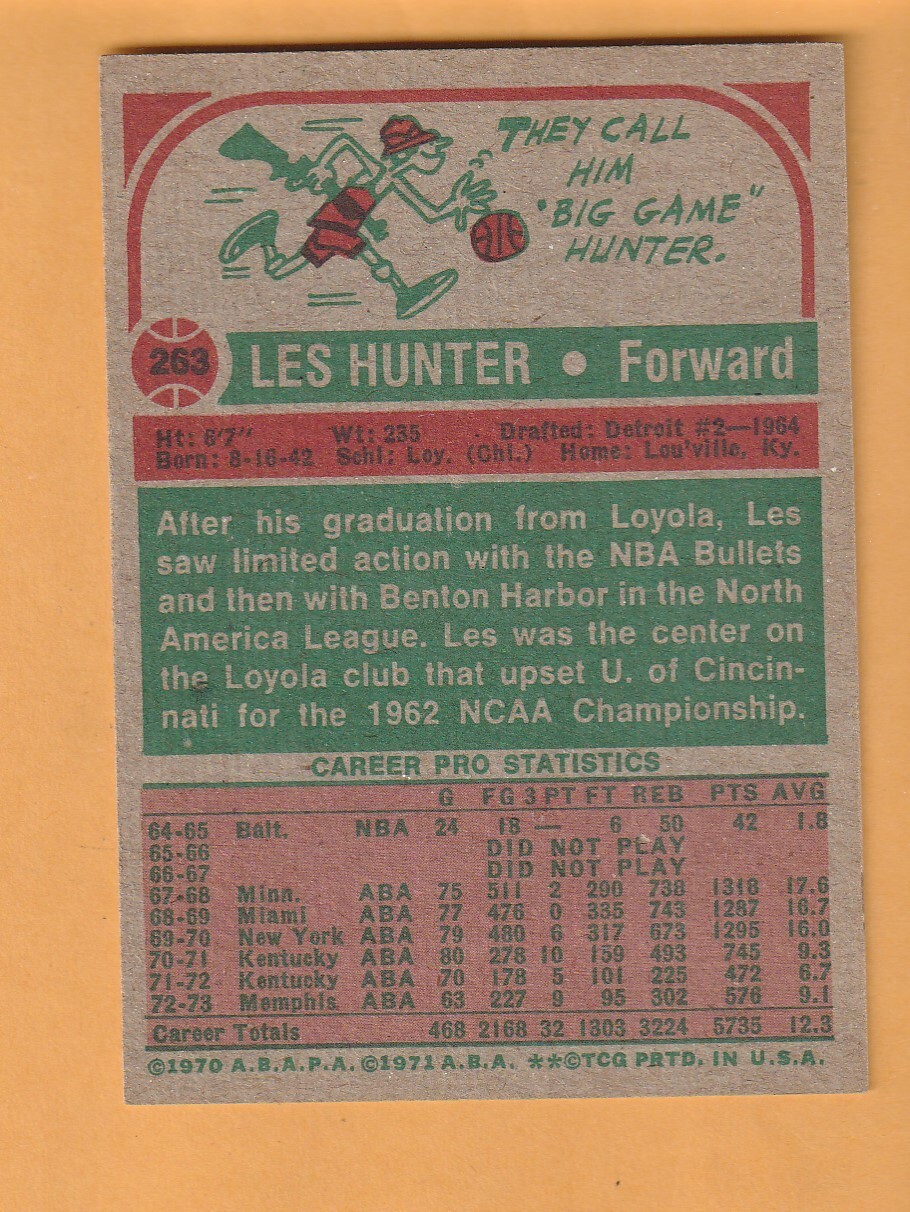 THEY CALL
HIM
"BIG GAME"
HUNTER.
263 LES HUNTER • Forward
Ht: 6'7" Wt: 235 Drafted: Detroit #2—1964
Born: 8-16-42 Schl: Loy. (Chi.) Home: Lou'ville, Ky.
After his graduation from Loyola, Les
saw limited action with the NBA Bullets
and then with Benton Harbor in the North
America League. Les was the center on
the Loyola club that upset U. of Cincin-
nati for the 1962 NCAA Championship.
CAREER PRO STATISTICS
G FG 3PT FT REB PTS AVG
64-65 Balt. NBA 24 18 — 6 50 42 1.8
65-66 DID NOT PLAY
66-67 DID NOT PLAY
67-68 Minn. ABA 75 511 2 290 738 1318 17.6
68-69 Miami ABA 77 476 0 335 743 1287 16.7
69-70 New York ABA 79 480 6 317 673 1295 16.0
70-71 Kentucky ABA 80 278 10 159 493 745 9.3
71-72 Kentucky ABA 70 178 5 101 225 472 6.7
72-73 Memphis ABA 63 227 9 95 302 576 9.1
Career Totals 468 2168 32 1303 3224 5735 12.3
©1970 A.B.A.P.A. ©1971 A.B.A. **©TCG PRTD. IN U.S.A.